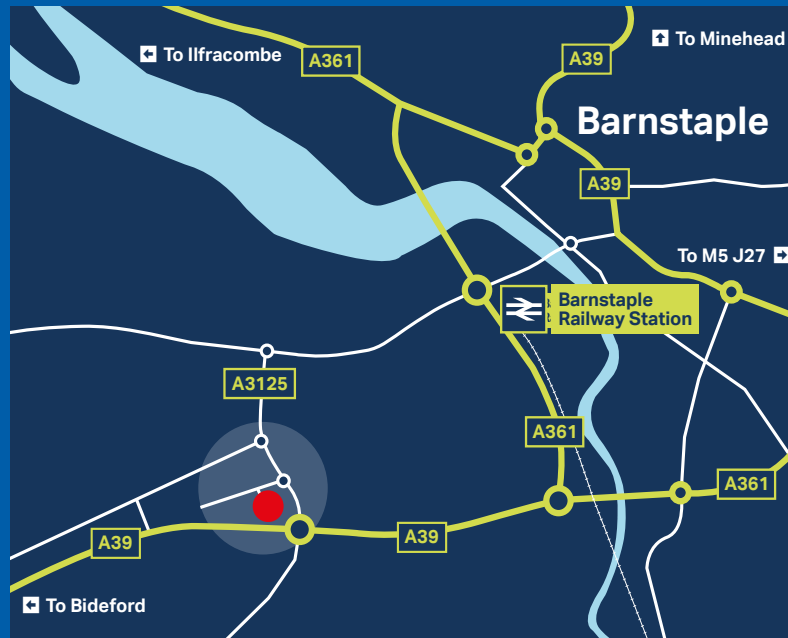 To Minehead
To Ilfracombe
A361
A39
Barnstaple
A39
To M5 J27
Barnstaple
Railway Station
A3125
A361
A361
A39
A39
To Bideford